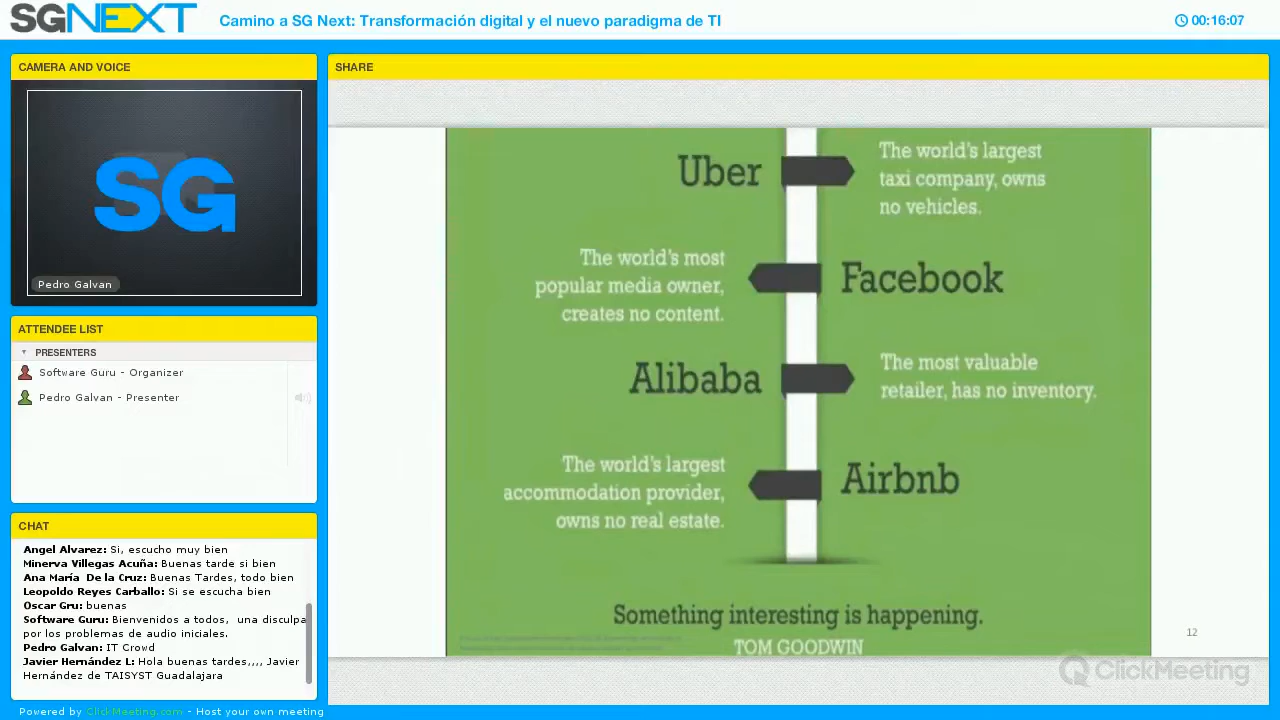 SGNEXT Camino a SG Next: Transformación digital y el nuevo paradigma de TI 00:16:07
CAMERA AND VOICE
SG
Pedro Galvan
ATTENDEE LIST
PRESENTERS
Software Guru - Organizer
Pedro Galvan - Presenter
CHAT
Angel Alvarez: Si, escucho muy bien
Minerva Villegas Acuña: Buenas tarde si bien
Ana María De la Cruz: Buenas Tardes, todo bien
Leopoldo Reyes Carballo: Si se escucha bien
Oscar Gru: buenas
Software Guru: Bienvenidos a todos, una disculpa
por los problemas de audio iniciales.
Pedro Galvan: IT Crowd
Javier Hernández L: Hola buenas tardes,,,, Javier
Hernández de TAISYST Guadalajara
Powered by ClickMeeting.com - Host your own meeting
SHARE
Uber
The world's largest
taxi company, owns
no vehicles.
The world's most
popular media owner,
creates no content.
Facebook
Alibaba
The most valuable
retailer, has no inventory.
The world's largest
accommodation provider,
owns no real estate.
Airbnb
Something interesting is happening.
TOM GOODWIN
12
ClickMeeting